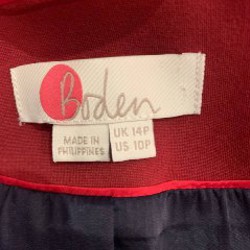 Boden
MADE IN
PHILIPPINES
UK 14P
US 10P